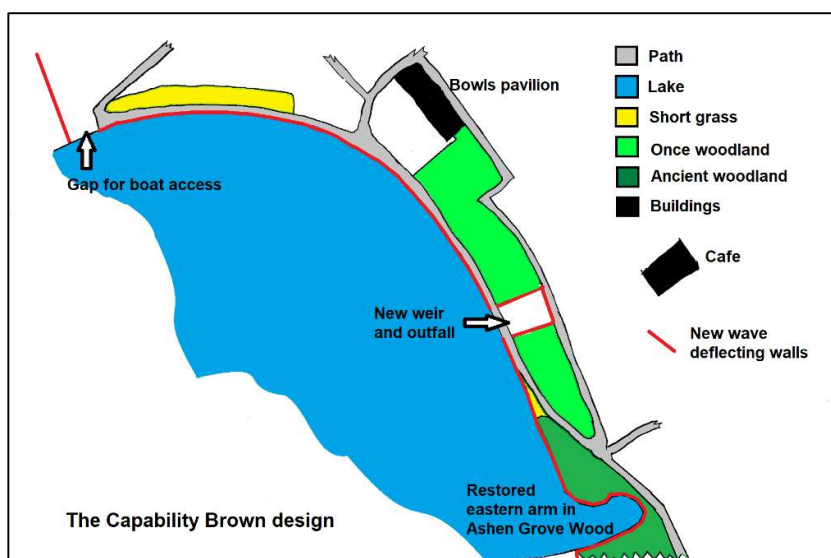 Bowls pavilion
Gap for boat access
New weir
and outfall
Restored
eastern arm in
Ashen Grove Wood
The Capability Brown design
Path
Lake
Short grass
Once woodland
Ancient woodland
Buildings
Cafe
New wave
deflecting walls